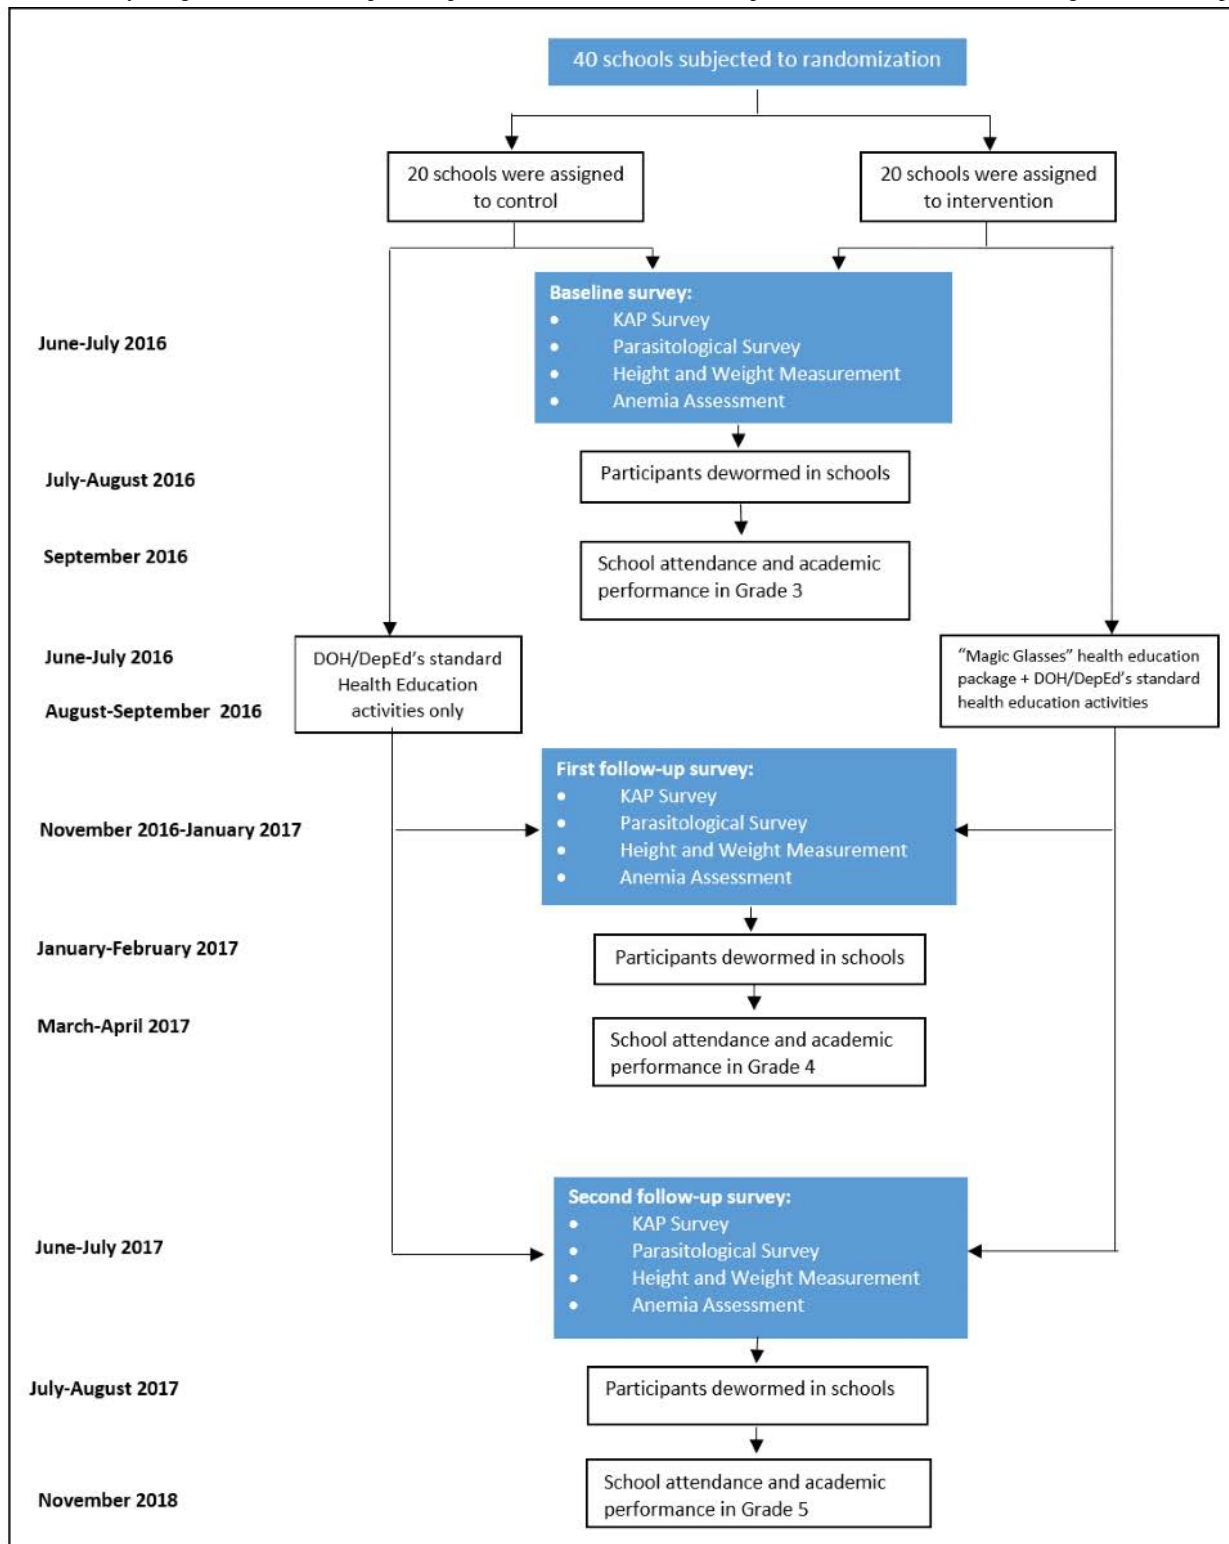 40 schools subjected to randomization
20 schools were assigned
to control
20 schools were assigned
to intervention
June-July 2016
Baseline survey:
• KAP Survey
• Parasitological Survey
• Height and Weight Measurement
• Anemia Assessment
July-August 2016
Participants dewormed in schools
September 2016
School attendance and academic
performance in Grade 3
June-July 2016
August-September 2016
DOH/DepEd's standard
Health Education
activities only
"Magic Glasses" health education
package + DOH/DepEd's standard
health education activities
November 2016-January 2017
First follow-up survey:
• KAP Survey
• Parasitological Survey
• Height and Weight Measurement
• Anemia Assessment
January-February 2017
Participants dewormed in schools
March-April 2017
School attendance and academic
performance in Grade 4
June-July 2017
Second follow-up survey:
• KAP Survey
• Parasitological Survey
• Height and Weight Measurement
• Anemia Assessment
July-August 2017
Participants dewormed in schools
November 2018
School attendance and academic
performance in Grade 5